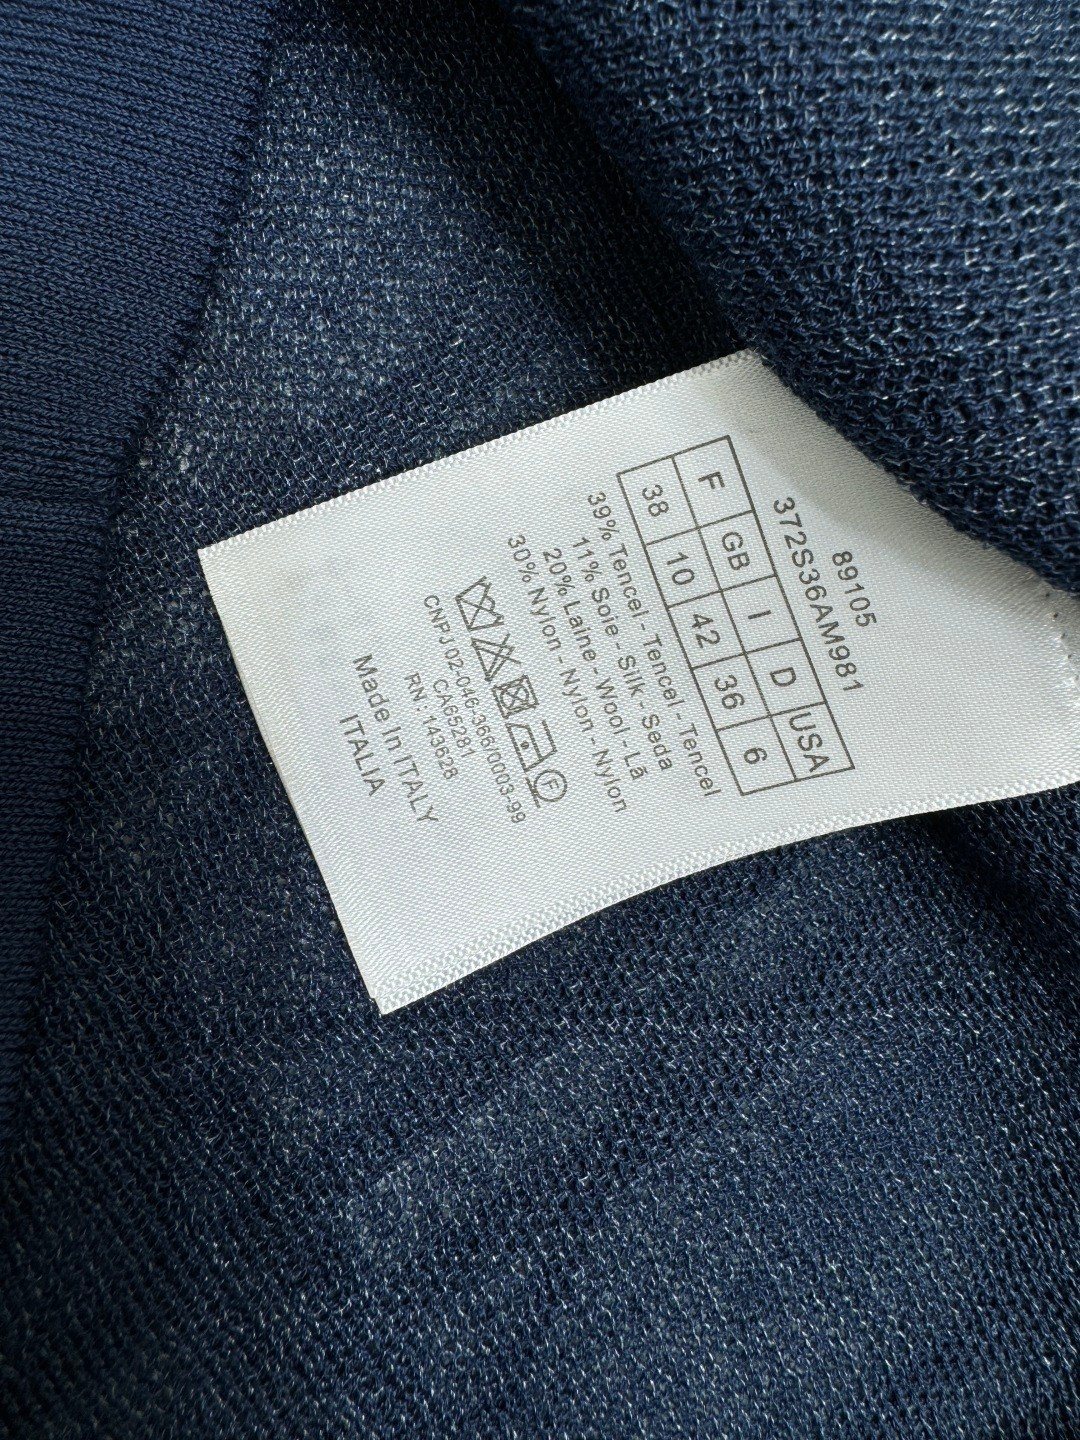 89105
372S36AM981
F GB I D USA
38 10 42 36 6
39% Tencel - Tencel - Tencel
11% Soie - Silk - Seda
20% Laine - Wool - Lã
30% Nylon - Nylon - Nylon
F
CNPJ 02-046-366/0003-99
CA65281
RN: 143628
Made In ITALY
ITALIA